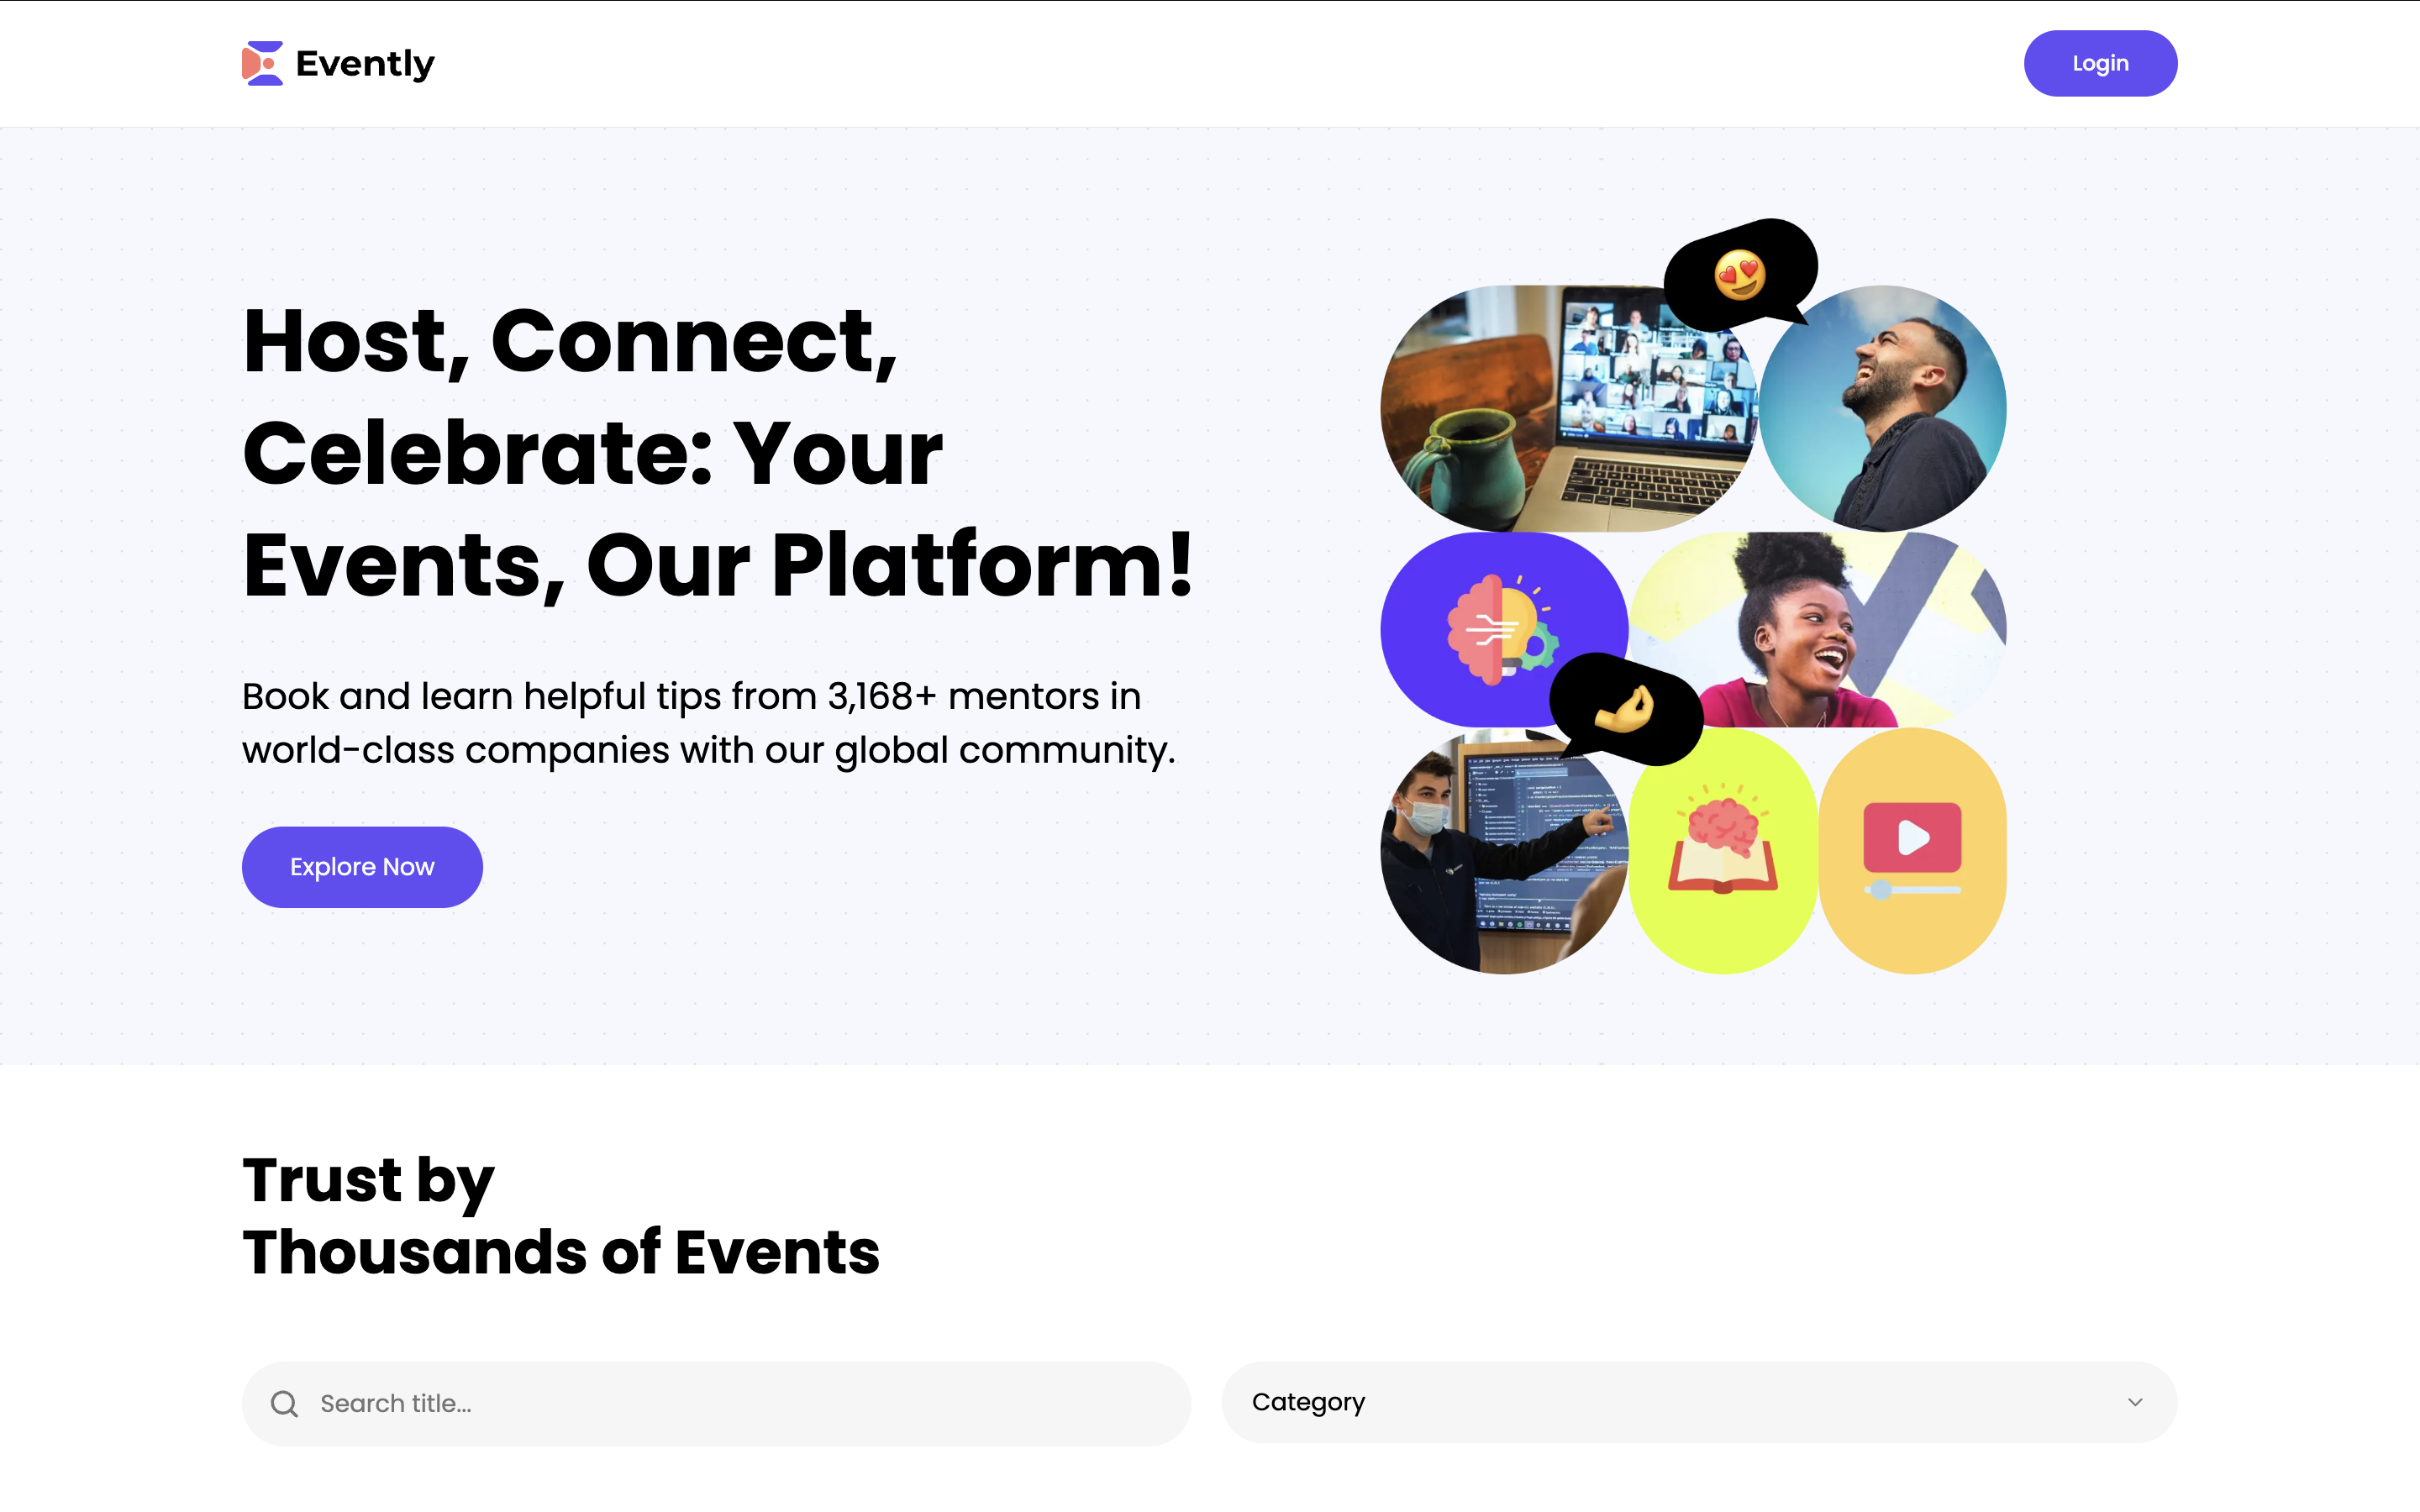 Evently
Login
Host, Connect,
Celebrate: Your
Events, Our Platform!
Book and learn helpful tips from 3,168+ mentors in
world-class companies with our global community.
Explore Now
Trust by
Thousands of Events
Search title...
Category